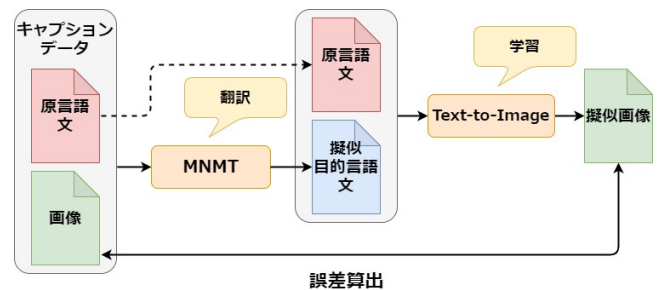 キャプション
データ
原言語
文
画像
翻訳
MNMT
原言語
文
擬似
目的言語
文
学習
Text-to-Image
擬似画像
誤差算出